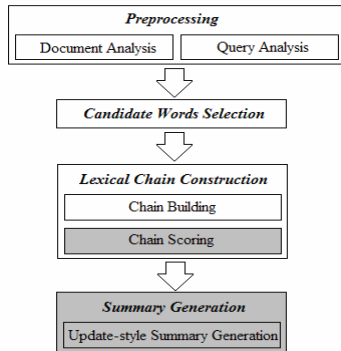 Preprocessing
Document Analysis
Query Analysis
Candidate Words Selection
Lexical Chain Construction
Chain Building
Chain Scoring
Summary Generation
Update-style Summary Generation